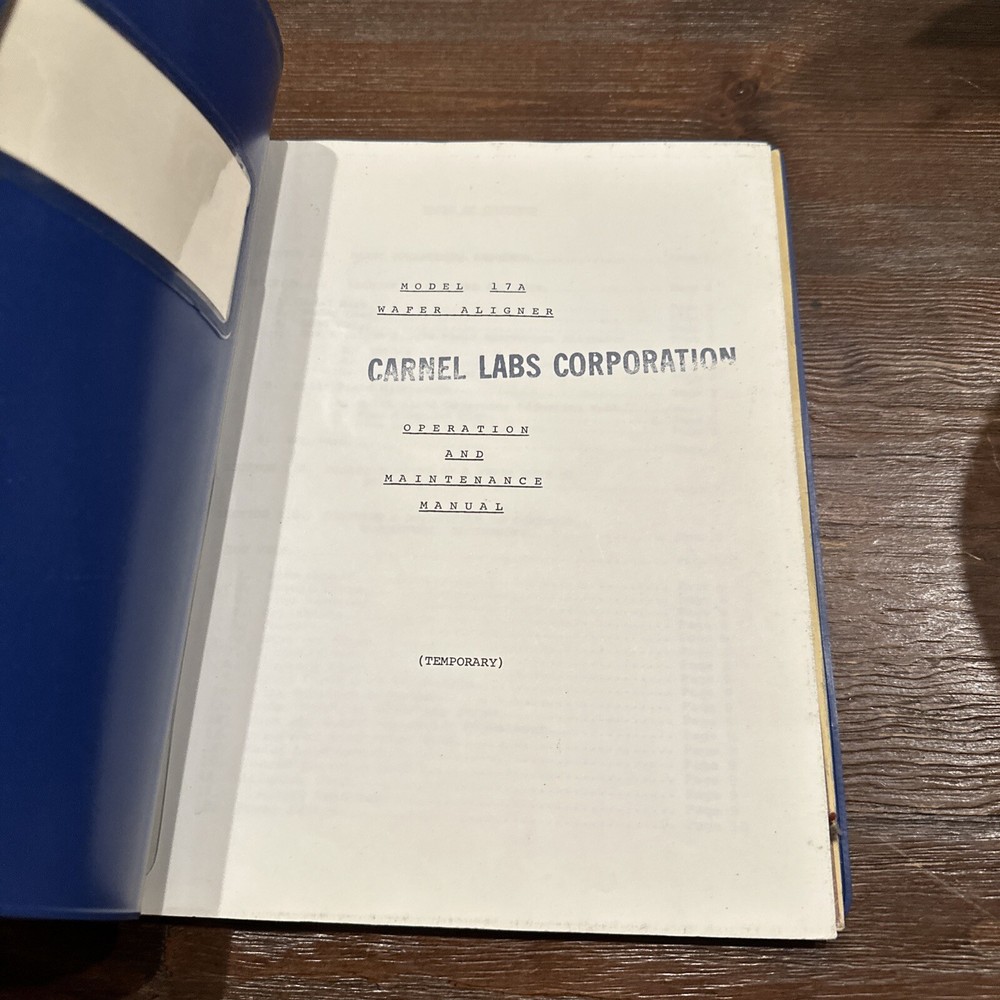 MODEL 17A
WAFER ALIGNER
CARNEL LABS CORPORATION
OPERATION
AND
MAINTENANCE
MANUAL
(TEMPORARY)